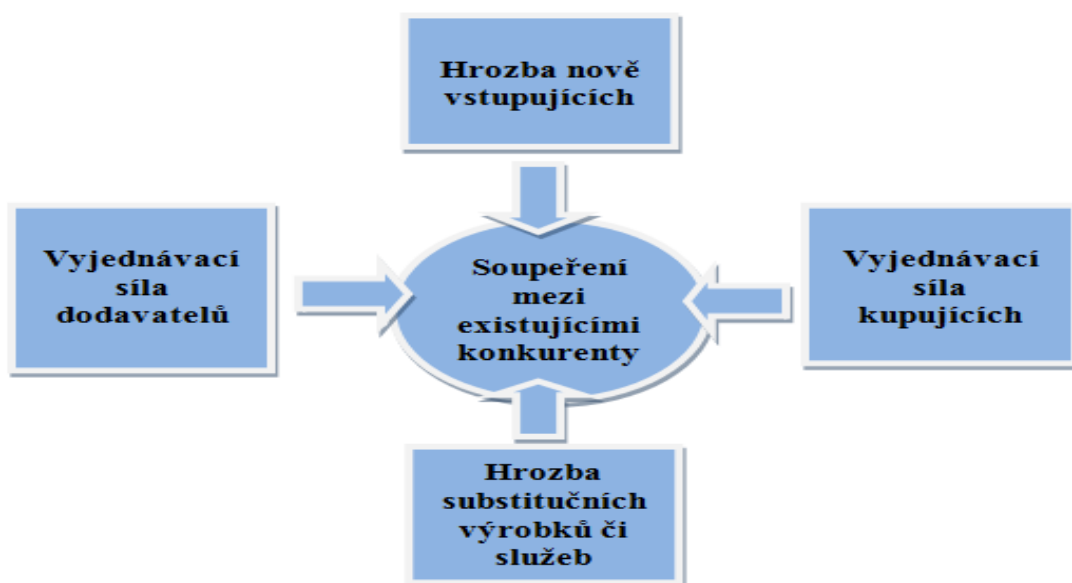 Hrozba nově
vstupujících
Vyjednávací
síla
dodavatelů
Soupeření
mezi
existujícími
konkurenty
Vyjednávací
síla
kupujících
Hrozba
substitučních
výrobků či
služeb